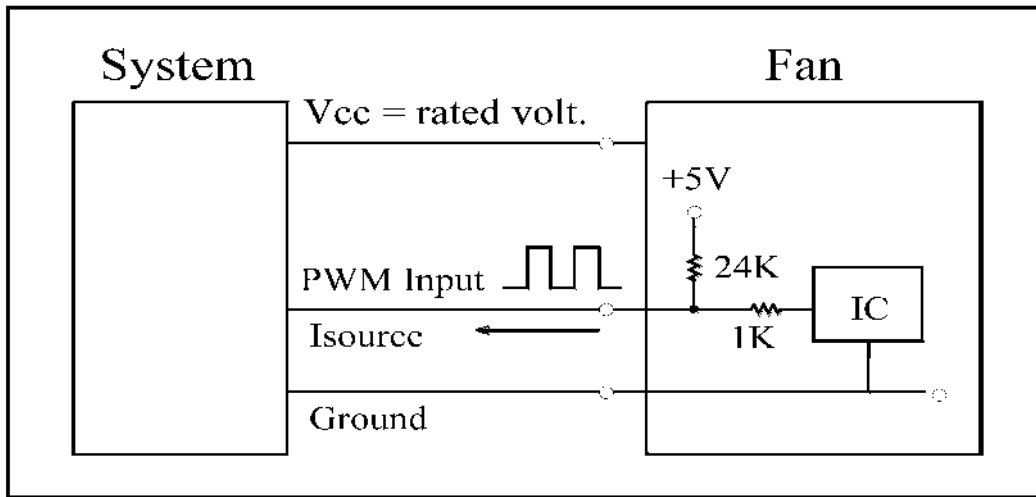 System
Fan
Vcc = rated volt.
+5V
24K
PWM Input
IC
1K
Isource
Ground